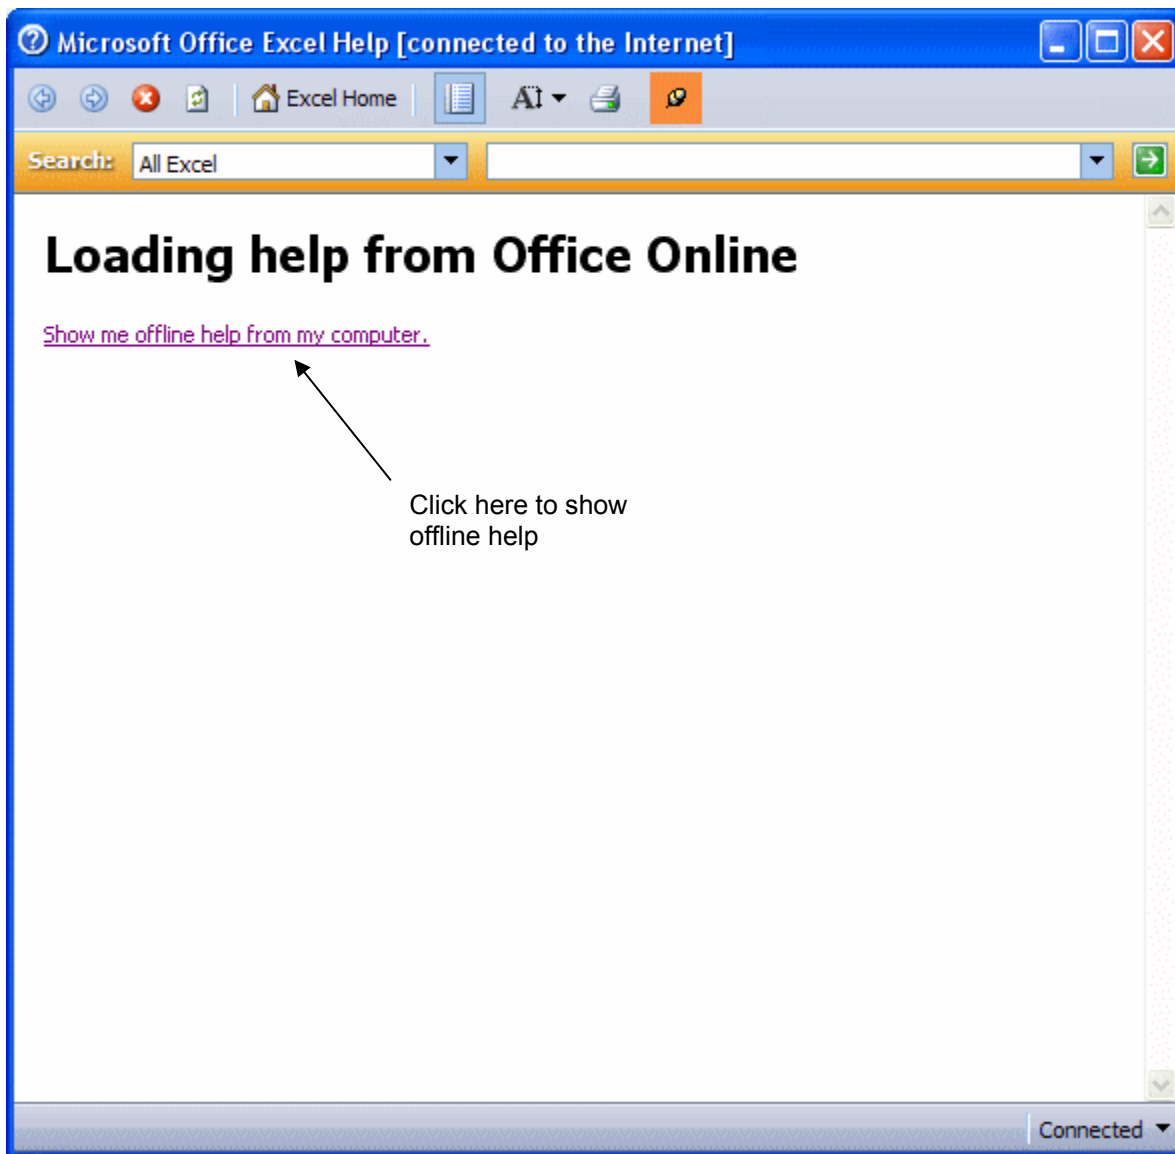 Microsoft Office Excel Help [connected to the Internet]
Excel Home
Search: All Excel
Loading help from Office Online
Show me offline help from my computer.
Click here to show
offline help
Connected